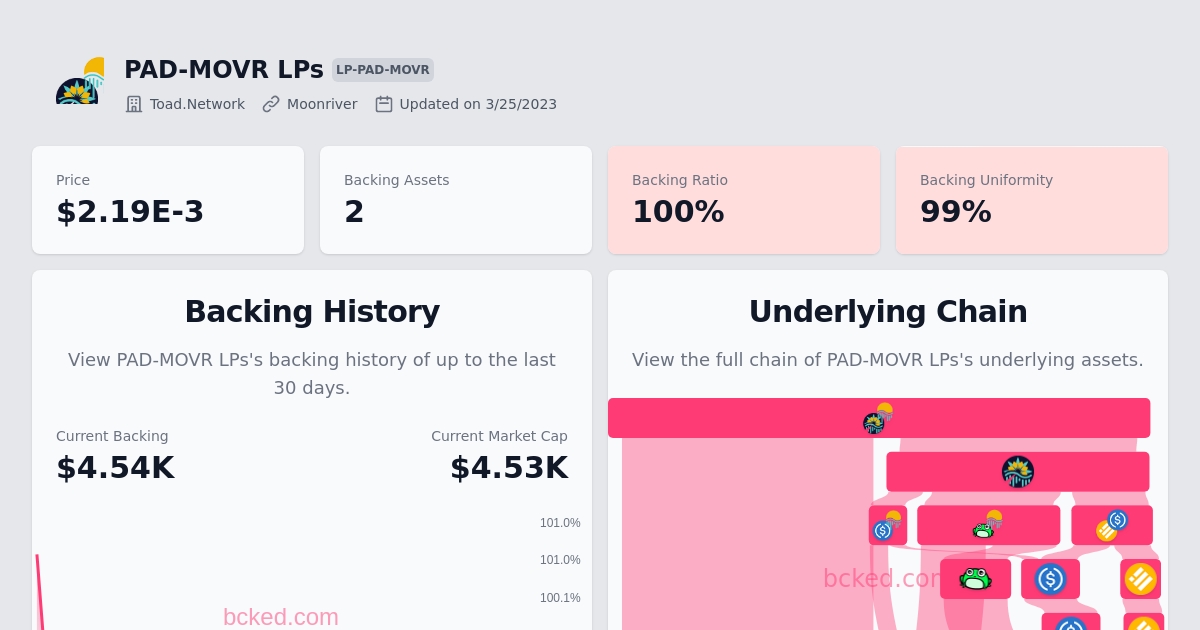 PAD-MOVR LPs LP-PAD-MOVR
Toad.Network Moonriver Updated on 3/25/2023
Price
$2.19E-3
Backing Assets
2
Backing Ratio
100%
Backing Uniformity
99%
Backing History
View PAD-MOVR LPs's backing history of up to the last
30 days.
Current Backing
$4.54K
Current Market Cap
$4.53K
101.0%
101.0%
100.1%
bcked.com
Underlying Chain
View the full chain of PAD-MOVR LPs's underlying assets.
bcked.com